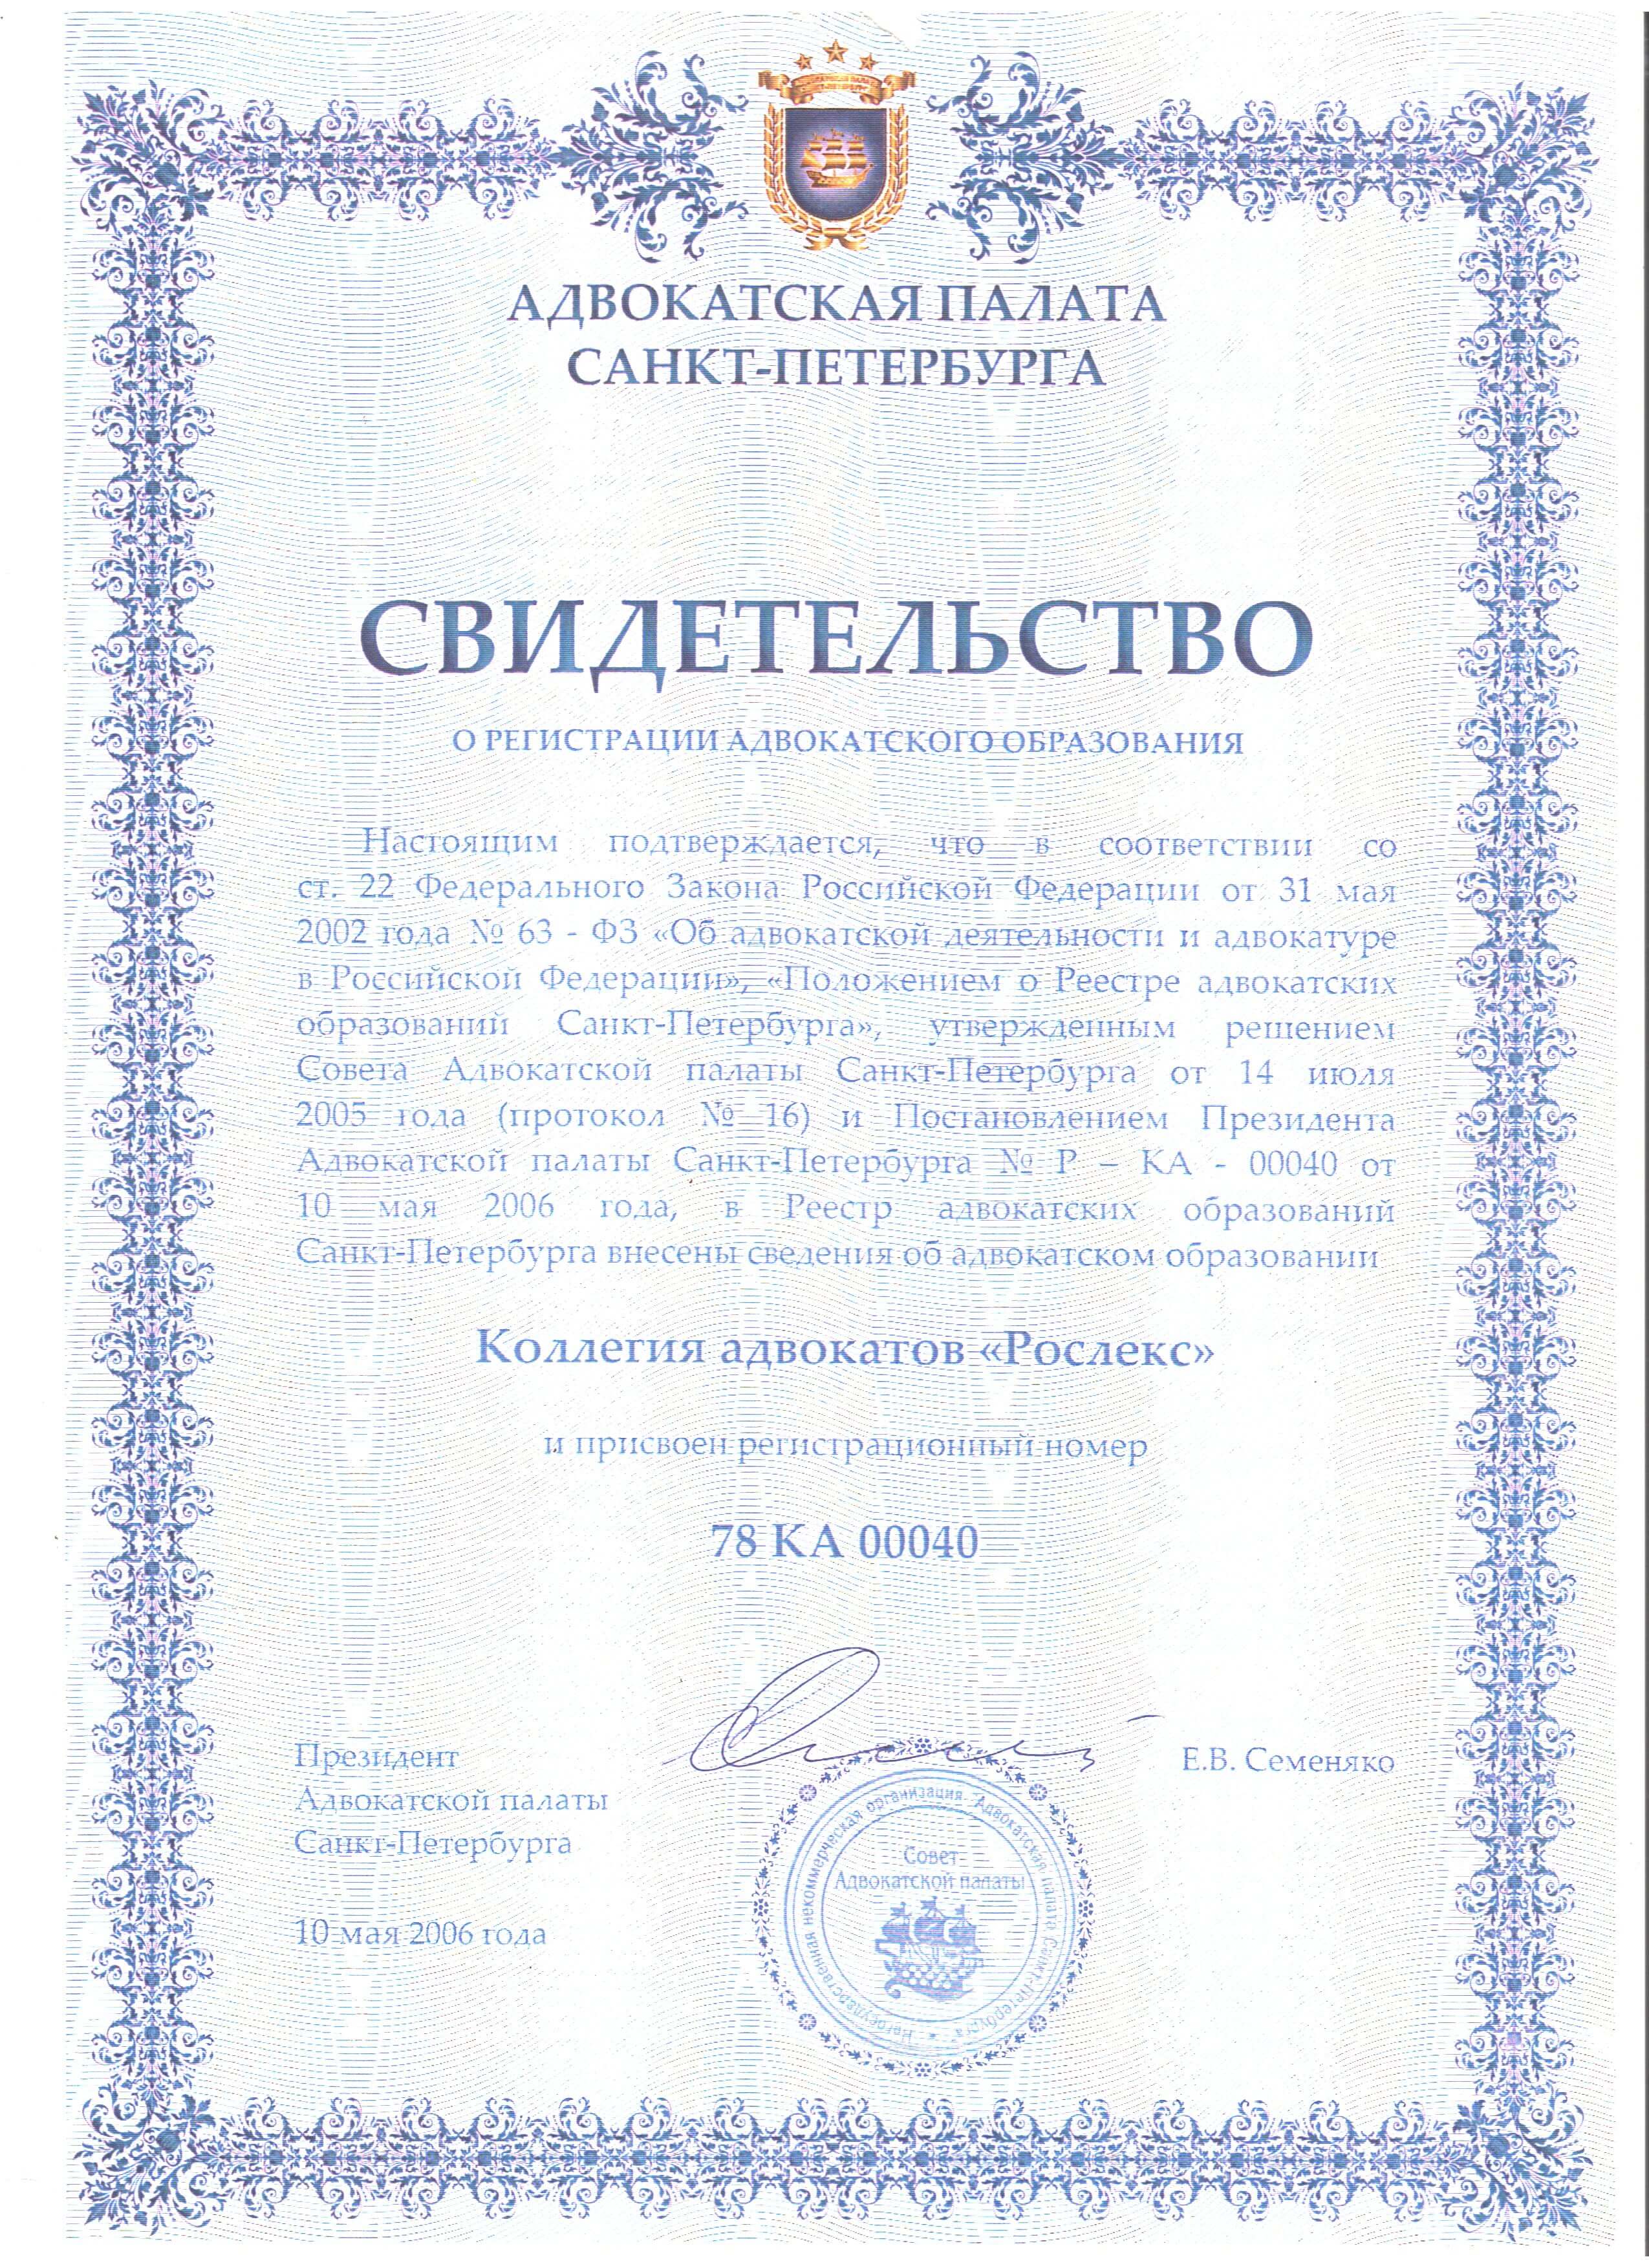 АДВОКАТСКАЯ ПАЛАТА
САНКТ-ПЕТЕРБУРГА
СВИДЕТЕЛЬСТВО
О РЕГИСТРАЦИИ АДВОКАТСКОГО ОБРАЗОВАНИЯ
Настоящим подтверждается, что в соответствии со
ст. 22 Федерального Закона Российской Федерации от 31 мая
2002 года № 63 - ФЗ «Об адвокатской деятельности и адвокатуре
в Российской Федерации», «Положением о Реестре адвокатских
образований Санкт-Петербурга», утвержденным решением
Совета Адвокатской палаты Санкт-Петербурга от 14 июля
2005 года (протокол № 16) и Постановлением Президента
Адвокатской палаты Санкт-Петербурга № Р – КА - 00040 от
10 мая 2006 года, в Реестр адвокатских образований
Санкт-Петербурга внесены сведения об адвокатском образовании
Коллегия адвокатов «Рослекс»
и присвоен регистрационный номер
78 КА 00040
Президент
Адвокатской палаты
Санкт-Петербурга
Е.В. Семеняко
10 мая 2006 года
Негосударственная некоммерческая организация "Адвокатская палата Санкт-Петербурга" *
Совет
Адвокатской палаты